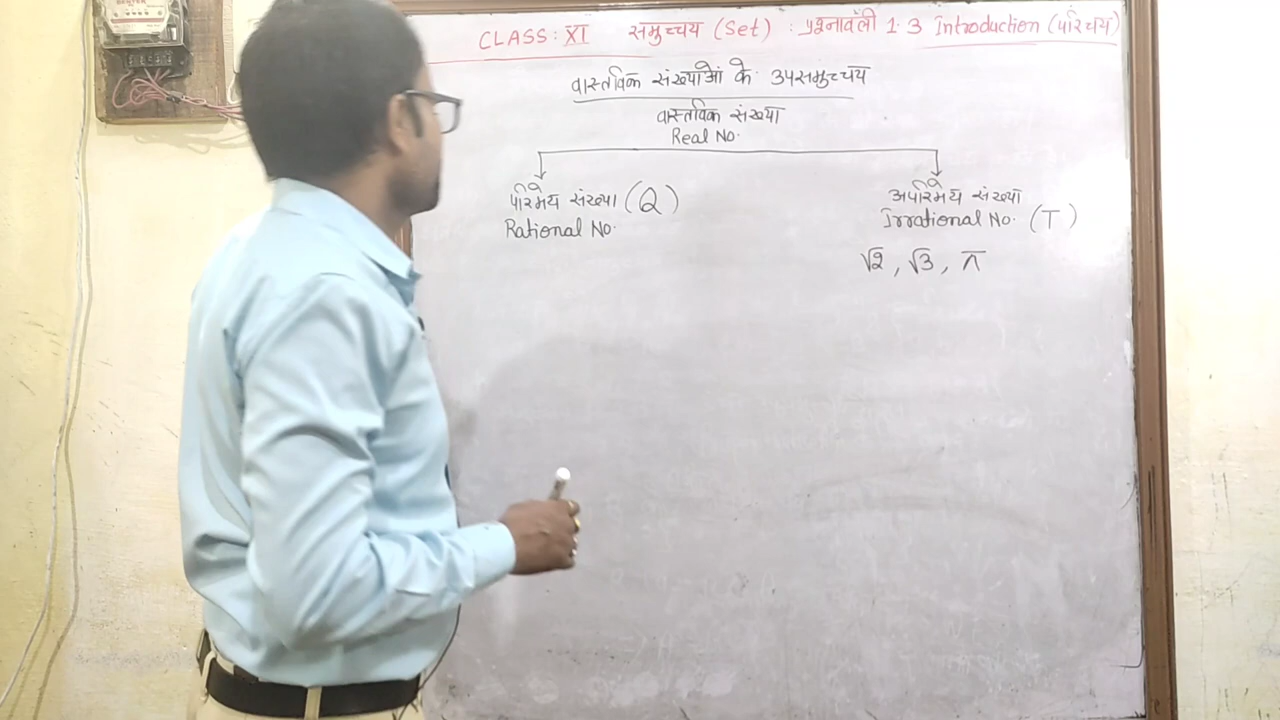 CLASS: XI समुच्चय (Set) : प्रश्नावली 1.3 Introduction (परिचय)
वास्तविक संख्याओं के उपसमुच्चय
वास्तविक संख्या
Real No.
परिमेय संख्या (Q)
Rational No.
अपरिमेय संख्या
Irrational No. (T)
√2, √3, π